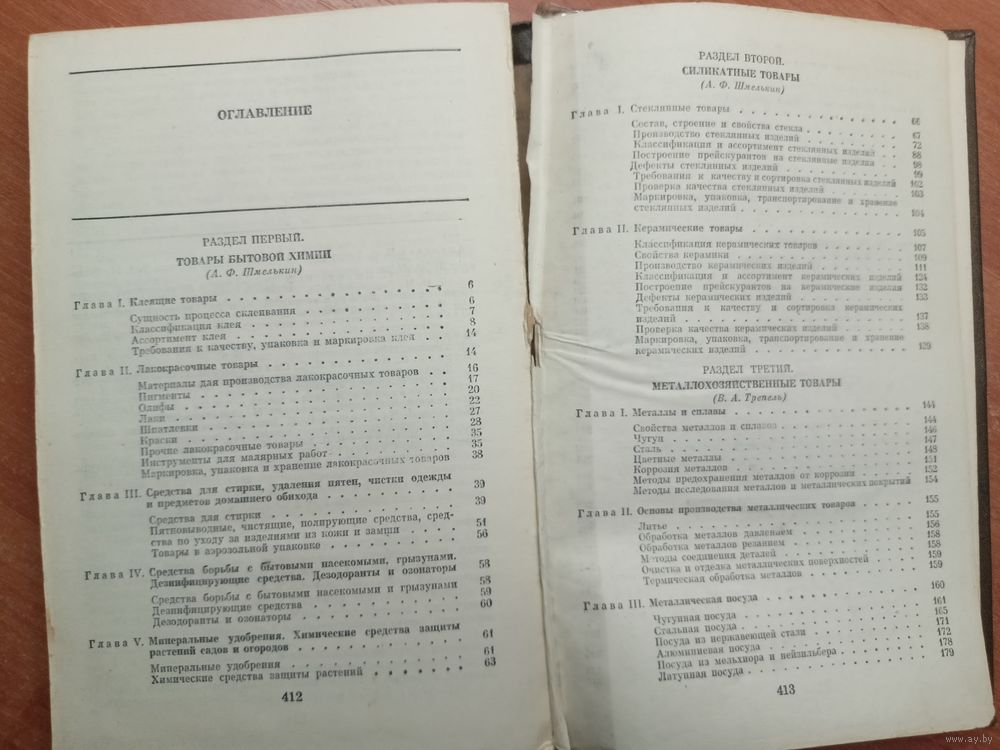 ОГЛАВЛЕНИЕ
РАЗДЕЛ ПЕРВЫЙ.
ТОВАРЫ БЫТОВОЙ ХИМИИ
(А. Ф. Шмелькин)
Глава I. Клеящие товары 6
Сущность процесса склеивания 6
Классификация клея 7
Ассортимент клея 8
Требования к качеству, упаковка и маркировка клея 14
Глава II. Лакокрасочные товары 14
Материалы для производства лакокрасочных товаров 16
Пигменты 17
Олифы 20
Лаки 22
Шпатлевки 27
Краски 28
Прочие лакокрасочные товары 35
Инструменты для малярных работ 35
Маркировка, упаковка и хранение лакокрасочных товаров 38
Глава III. Средства для стирки, удаления пятен, чистки одежды
и предметов домашнего обихода 39
Средства для стирки 39
Пятновыводные, чистящие, полирующие средства, сред-
ства по уходу за изделиями из кожи и замши 51
Товары в аэрозольной упаковке 56
Глава IV. Средства борьбы с бытовыми насекомыми, грызунами.
Дезинфицирующие средства. Дезодоранты и озонаторы 58
Средства борьбы с бытовыми насекомыми и грызунами 58
Дезинфицирующие средства 59
Дезодоранты и озонаторы 60
Глава V. Минеральные удобрения. Химические средства защиты
растений садов и огородов 61
Минеральные удобрения 61
Химические средства защиты растений 63
412
РАЗДЕЛ ВТОРОЙ.
СИЛИКАТНЫЕ ТОВАРЫ
(А. Ф. Шмелькин)
Глава I. Стеклянные товары 66
Состав, строение и свойства стекла 67
Производство стеклянных изделий 72
Классификация и ассортимент стеклянных изделий 88
Построение прейскурантов на стеклянные изделия 98
Дефекты стеклянных изделий 99
Требования к качеству и сортировка стеклянных изделий 102
Проверка качества стеклянных изделий 103
Маркировка, упаковка, транспортирование и хранение
стеклянных изделий 104
Глава II. Керамические товары 105
Классификация керамических товаров 107
Свойства керамики 109
Производство керамических изделий 111
Классификация и ассортимент керамических изделий 124
Построение прейскурантов на керамические изделия 132
Дефекты керамических изделий 133
Требования к качеству и сортировка керамических
изделий 137
Проверка качества керамических изделий 138
Маркировка, упаковка, транспортирование и хранение
керамических изделий 139
РАЗДЕЛ ТРЕТИЙ.
МЕТАЛЛОХОЗЯЙСТВЕННЫЕ ТОВАРЫ
(В. А. Трепель)
Глава I. Металлы и сплавы 144
Свойства металлов и сплавов 144
Чугун 146
Сталь 147
Цветные металлы 148
Коррозия металлов 151
Методы предохранения металлов от коррозии 152
Методы исследования металлов и металлических покрытий 154
Глава II. Основы производства металлических товаров 155
Литье 155
Обработка металлов давлением 156
Обработка металлов резанием 158
Методы соединения деталей 158
Очистка и отделка металлических поверхностей 159
Термическая обработка металлов 159
Глава III. Металлическая посуда 160
Чугунная посуда 161
Стальная посуда 165
Посуда из нержавеющей стали 171
Алюминиевая посуда 172
Посуда из мельхиора и нейзильбера 178
Латунная посуда 179
413
www.ay.by